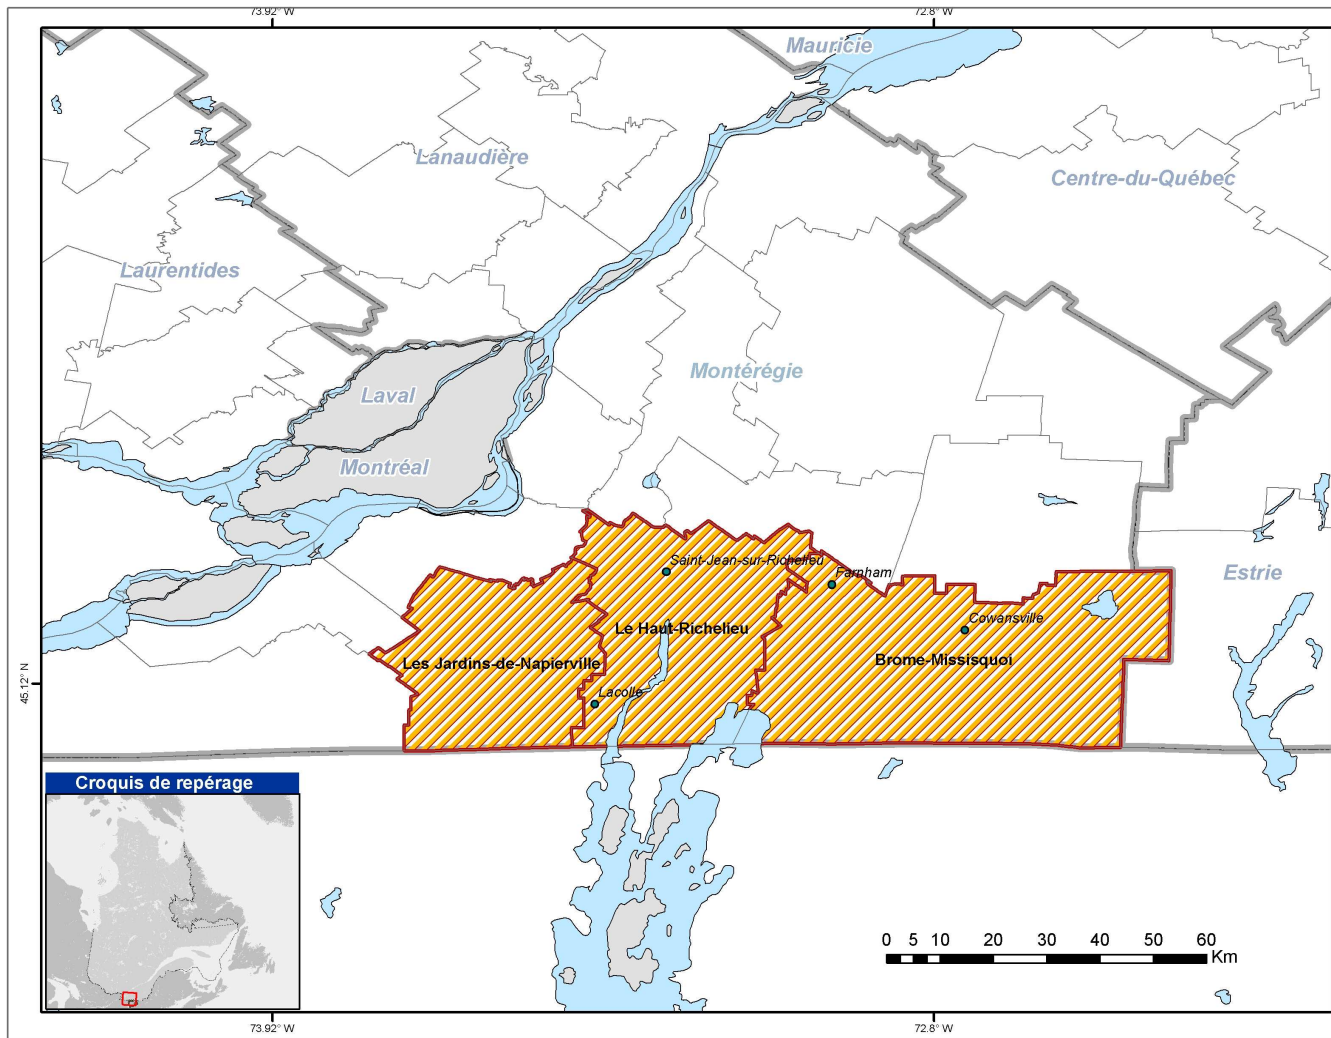 73.92° W
72.8° W
Mauricie
Lanaudière
Centre-du-Québec
Laurentides
Montérégie
Laval
Montréal
Saint-Jean-sur-Richelieu
Farnham
Estrie
Cowansville
Le Haut-Richelieu
Les Jardins-de-Napierville
Brome-Missisquoi
45.12° N
Lacolle
Croquis de repérage
0 5 10 20 30 40 50 60
Km
73.92° W
72.8° W